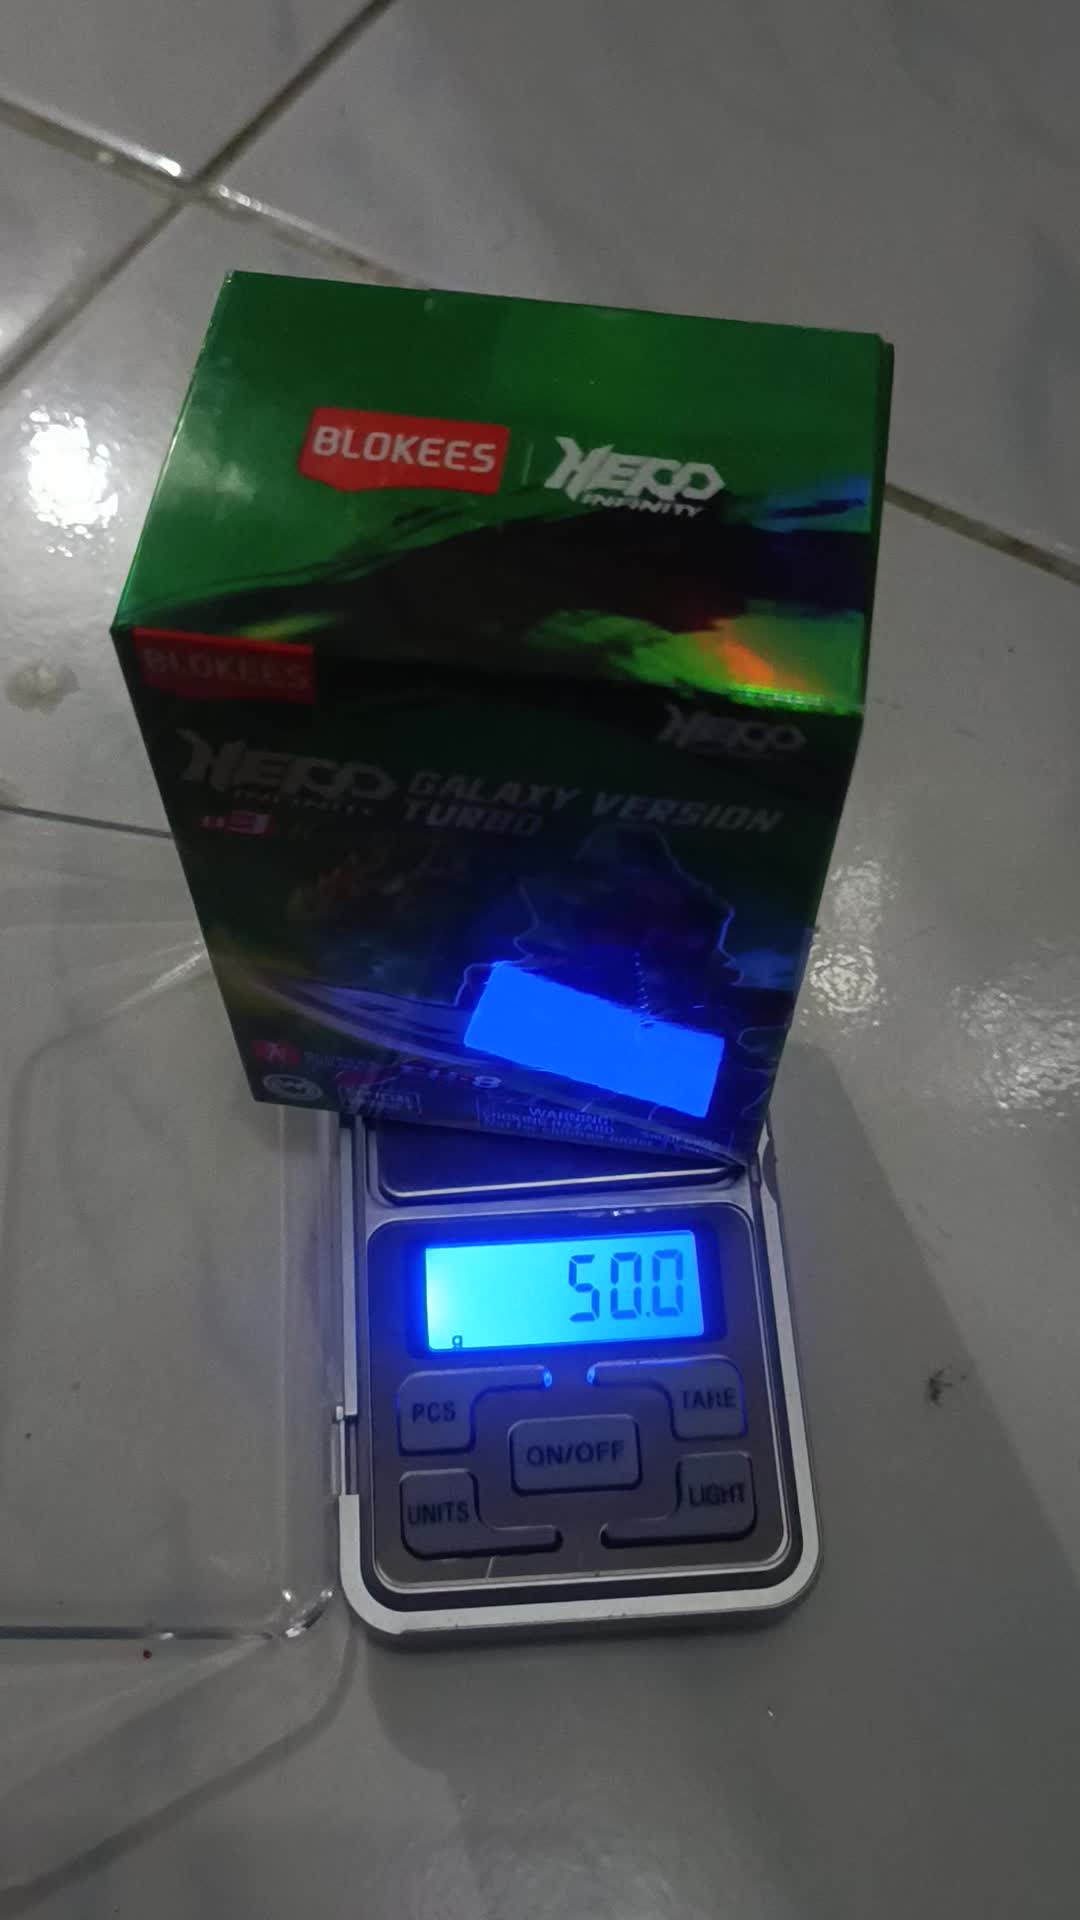 BLOKEES
HERO
INFINITY
BLOKEES
HERO
HERO
INFINITY
GALAXY VERSION
TURBO
WARNING:
CHOKING HAZARD
50.0
g
PCS
TARE
ON/OFF
UNITS
LIGHT